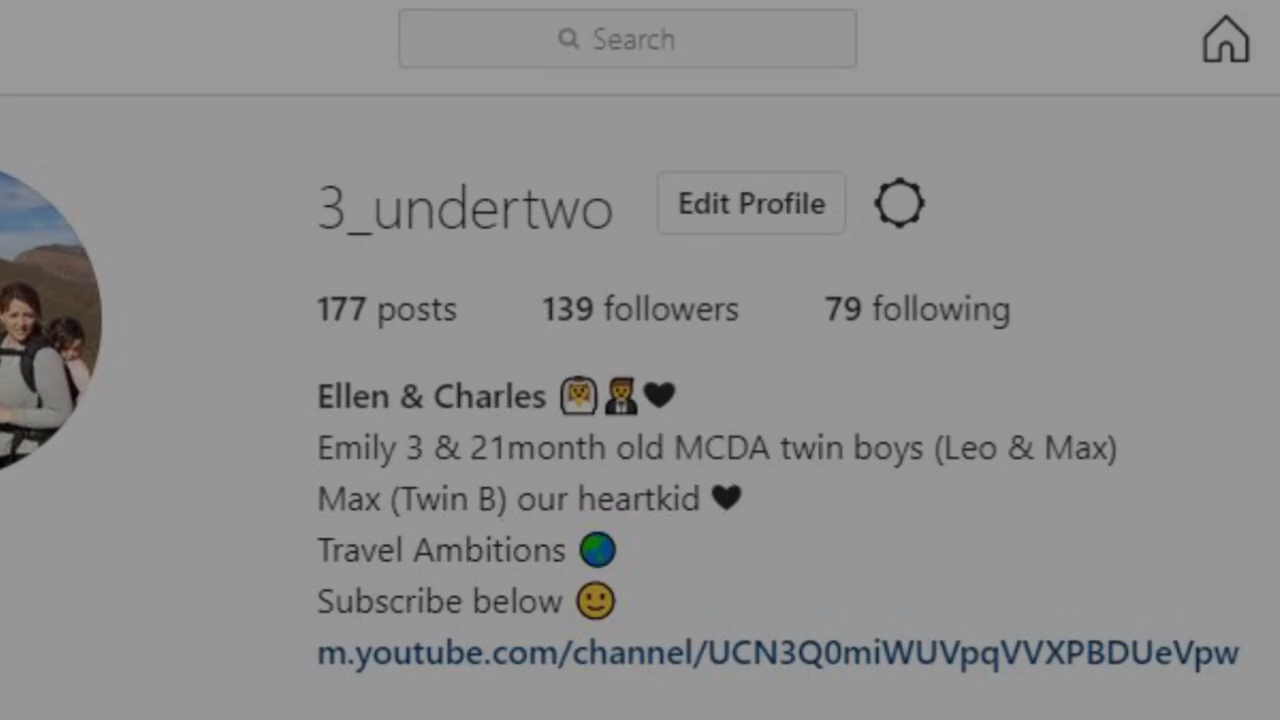 Search
3_undertwo Edit Profile
177 posts 139 followers 79 following
Ellen & Charles 👰🤵🖤
Emily 3 & 21month old MCDA twin boys (Leo & Max)
Max (Twin B) our heartkid 🖤
Travel Ambitions 🌏
Subscribe below 🙂
m.youtube.com/channel/UCN3Q0miWUVpqVVXPBDUeVpw